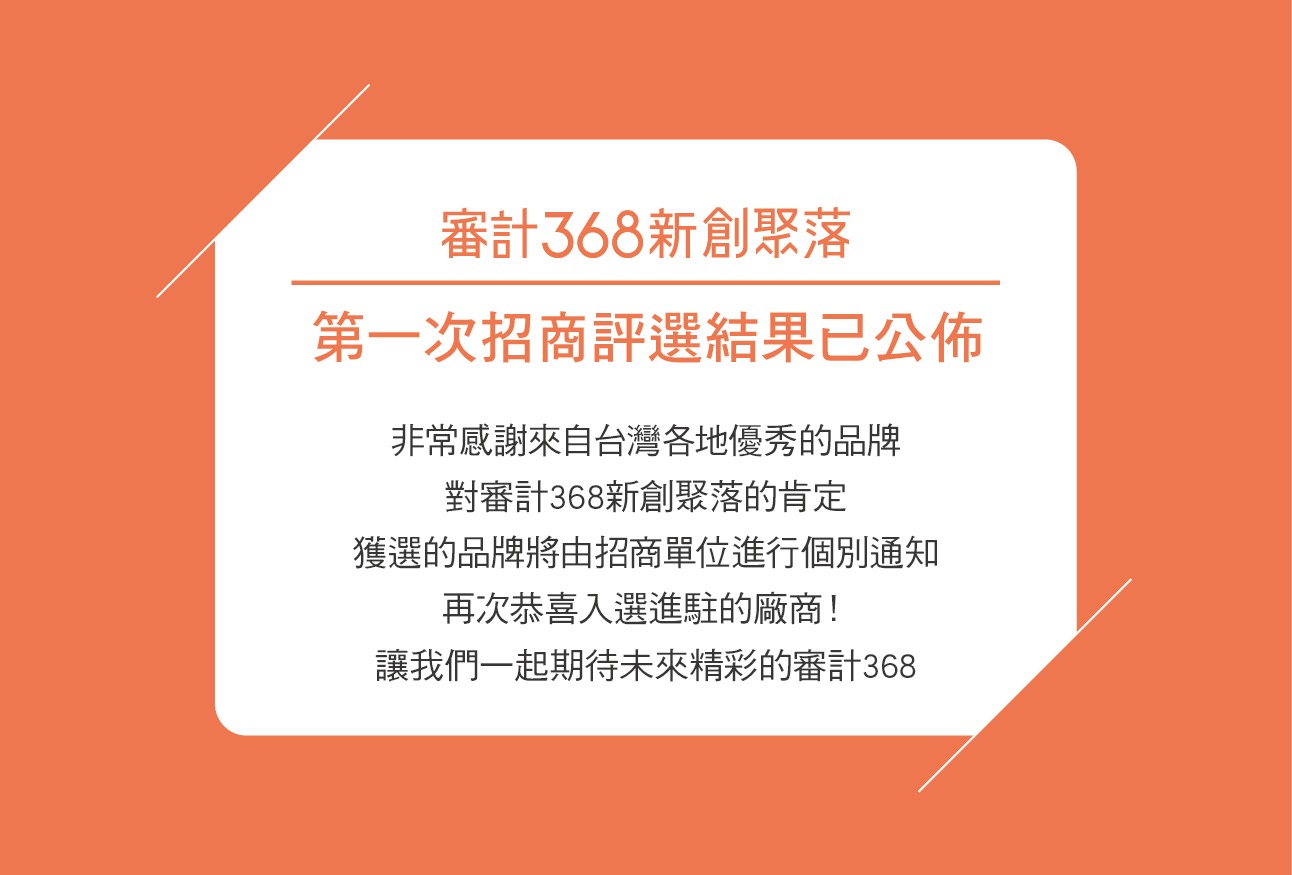 審計368新創聚落
第一次招商評選結果已公佈
非常感謝來自台灣各地優秀的品牌
對審計368新創聚落的肯定
獲選的品牌將由招商單位進行個別通知
再次恭喜入選進駐的廠商！
讓我們一起期待未來精彩的審計368